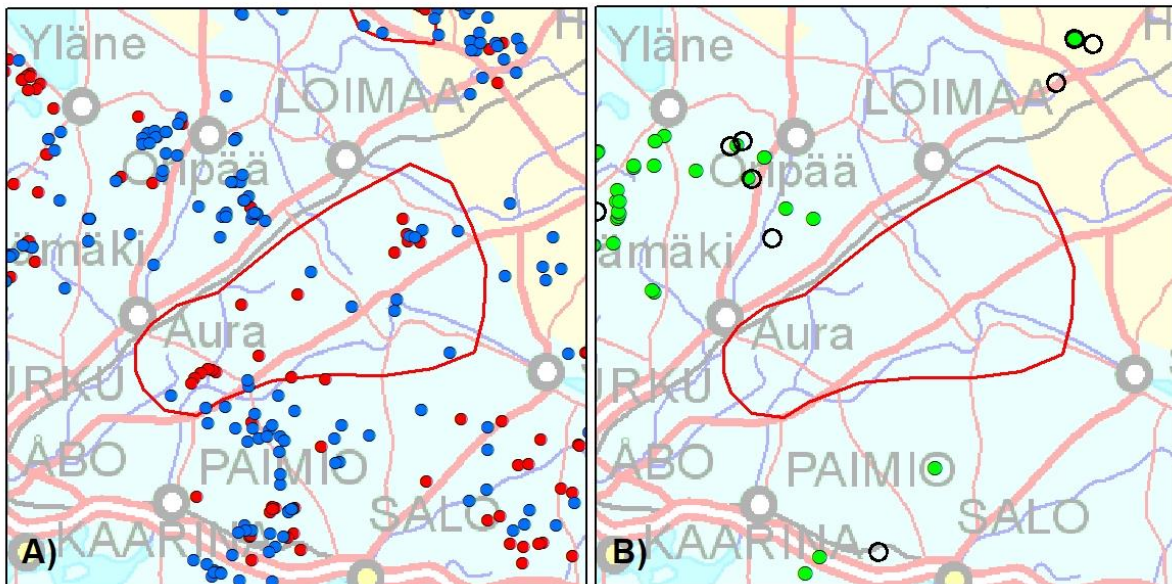 Yläne
H
LOIMAA
Oripää
ämäki
Aura
URKU
ÅBO
PAIMIO
SALO
KAARINA
A)
Yläne
H
LOIMAA
Oripää
ämäki
Aura
URKU
ÅBO
PAIMIO
SALO
KAARINA
B)